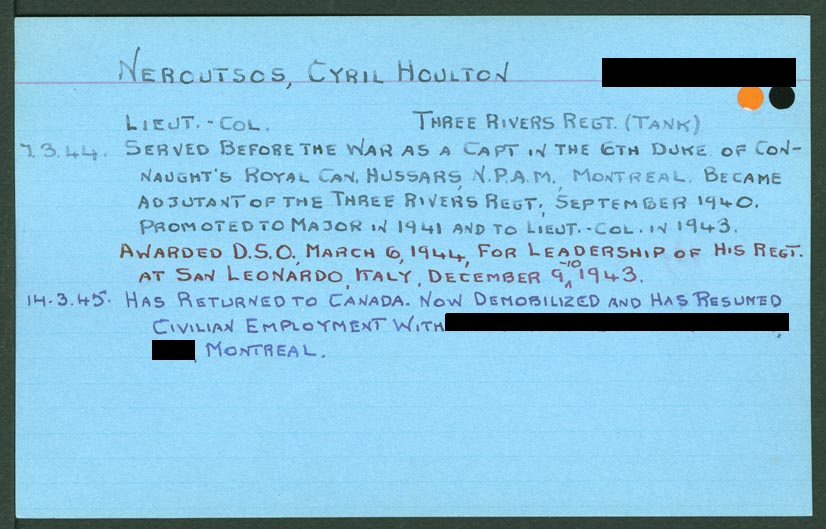 NEROUTSOS, CYRIL HOULTON
LIEUT.-COL. THREE RIVERS REGT. (TANK)
7.3.44. SERVED BEFORE THE WAR AS A CAPT IN THE 6TH DUKE OF CON-
NAUGHT'S ROYAL CAN. HUSSARS, N.P.A.M., MONTREAL. BECAME
ADJUTANT OF THE THREE RIVERS REGT., SEPTEMBER 1940.
PROMOTED TO MAJOR IN 1941 AND TO LIEUT.-COL. IN 1943.
AWARDED D.S.O., MARCH 6, 1944, FOR LEADERSHIP OF HIS REGT.
AT SAN LEONARDO, ITALY, DECEMBER 9-10, 1943.
14.3.45. HAS RETURNED TO CANADA. NOW DEMOBILIZED AND HAS RESUMED
CIVILIAN EMPLOYMENT WITH
MONTREAL.